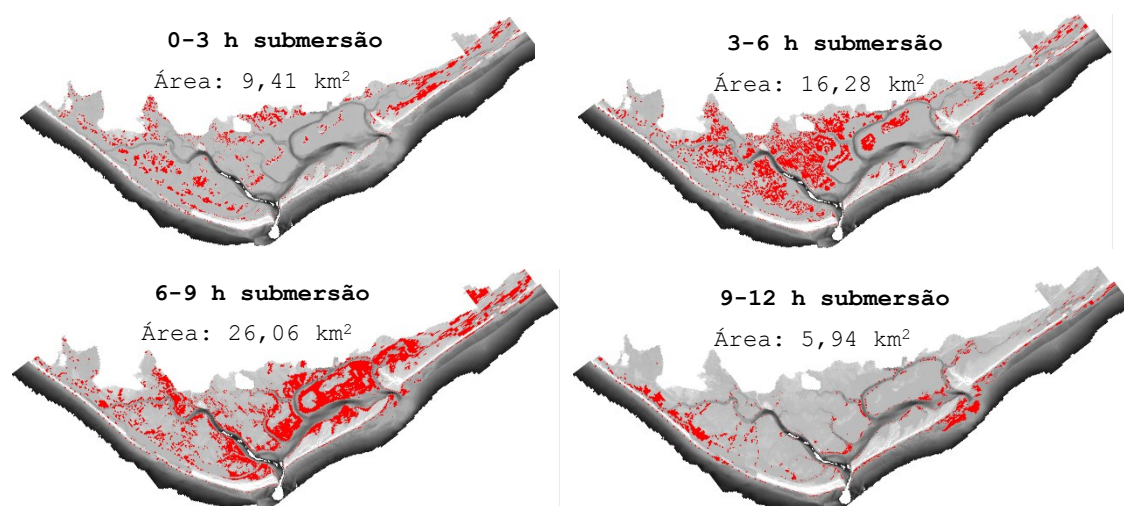 0-3 h submersão
Área: 9,41 km²
3-6 h submersão
Área: 16,28 km²
6-9 h submersão
Área: 26,06 km²
9-12 h submersão
Área: 5,94 km²